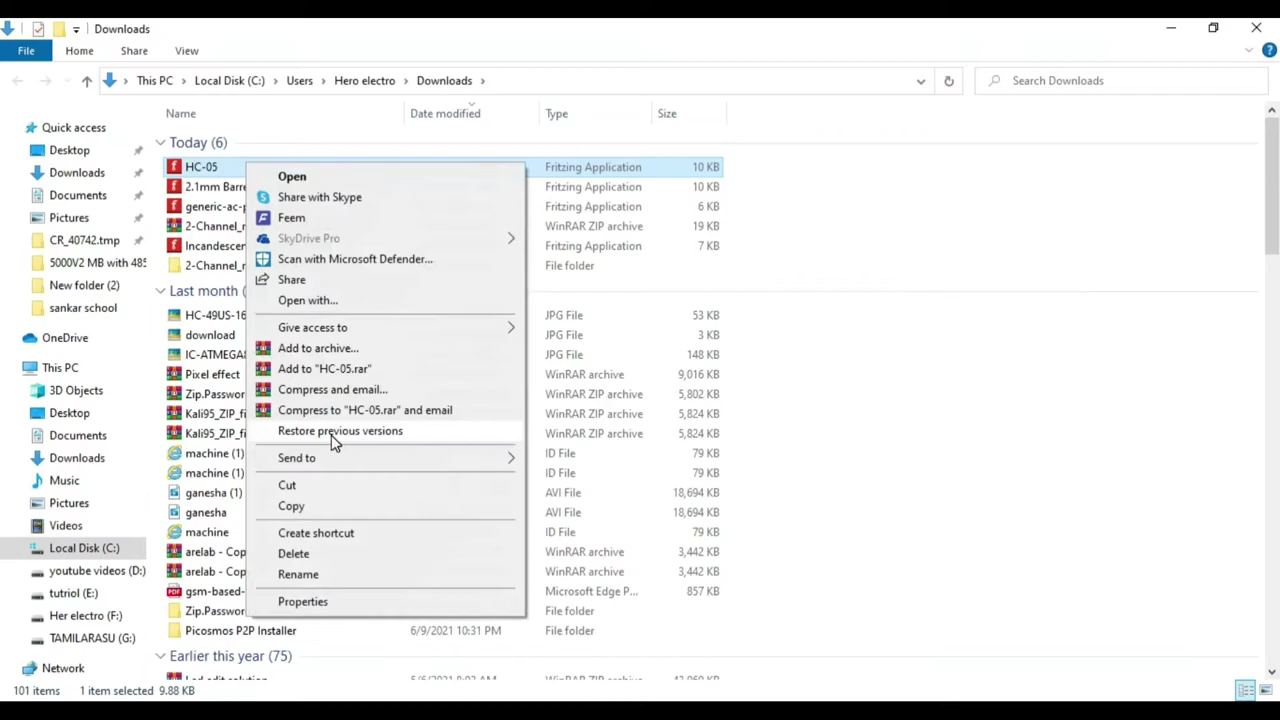 Downloads
File Home Share View
This PC Local Disk (C:) Users Hero electro Downloads Search Downloads
Name Date modified Type Size
Quick access
Desktop
Downloads
Documents
Pictures
CR_40742.tmp
5000V2 MB with 485
New folder (2)
sankar school
OneDrive
This PC
3D Objects
Desktop
Documents
Downloads
Music
Pictures
Videos
Local Disk (C:)
youtube videos (D:)
tutriol (E:)
Her electro (F:)
TAMILARASU (G:)
Network
Today (6)
HC-05 Fritzing Application 10 KB
2.1mm Barre Fritzing Application 10 KB
generic-ac-p Fritzing Application 6 KB
2-Channel_r WinRAR ZIP archive 19 KB
Incandescen Fritzing Application 7 KB
2-Channel_r File folder
Last month (
HC-49US-16 JPG File 53 KB
download JPG File 3 KB
IC-ATMEGA8 JPG File 148 KB
Pixel effect WinRAR archive 9,016 KB
Zip.Passwor WinRAR ZIP archive 5,802 KB
Kali95_ZIP_fi WinRAR ZIP archive 5,824 KB
Kali95_ZIP_fi WinRAR ZIP archive 5,824 KB
machine (1) ID File 79 KB
machine (1) ID File 79 KB
ganesha (1) AVI File 18,694 KB
ganesha AVI File 18,694 KB
machine ID File 79 KB
arelab - Cop WinRAR archive 3,442 KB
arelab - Cop WinRAR archive 3,442 KB
gsm-based- Microsoft Edge P... 857 KB
Zip.Passwor File folder
Picosmos P2P Installer 6/9/2021 10:31 PM File folder
Earlier this year (75)
Open
Share with Skype
Feem
SkyDrive Pro
Scan with Microsoft Defender...
Share
Open with...
Give access to
Add to archive...
Add to "HC-05.rar"
Compress and email...
Compress to "HC-05.rar" and email
Restore previous versions
Send to
Cut
Copy
Create shortcut
Delete
Rename
Properties
101 items 1 item selected 9.88 KB